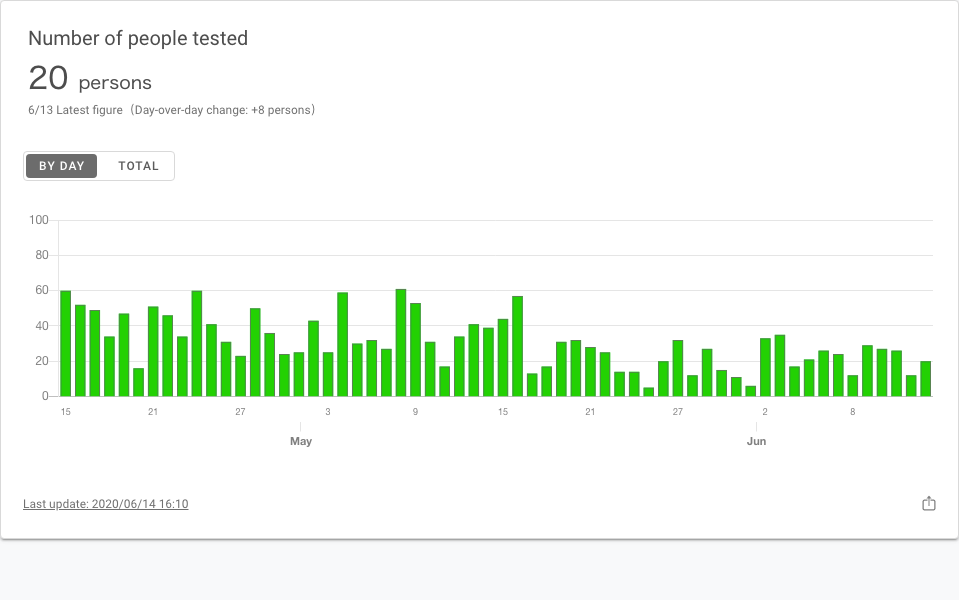 Number of people tested
20 persons
6/13 Latest figure（Day-over-day change: +8 persons）
BY DAY TOTAL
100
80
60
40
20
0
15 21 27 3 9 15 21 27 2 8
May Jun
Last update: 2020/06/14 16:10